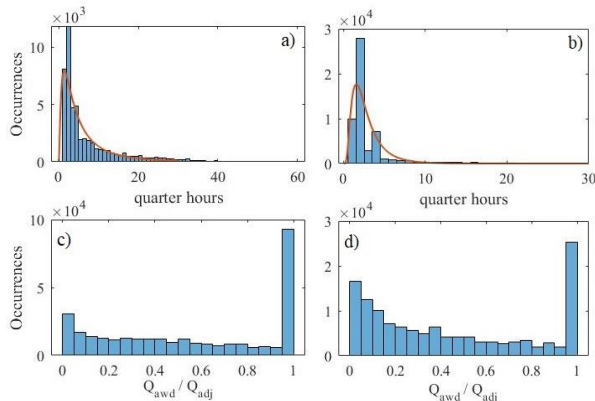 × 10³
a)
10
5
0
Occurrences
0 20 40 60
quarter hours
× 10⁴
b)
3
2
1
0
0 10 20 30
quarter hours
× 10⁴
c)
10
5
0
Occurrences
0 0.2 0.4 0.6 0.8 1
Q_awd / Q_adj
× 10⁴
d)
3
2
1
0
0 0.2 0.4 0.6 0.8 1
Q_awd / Q_adj